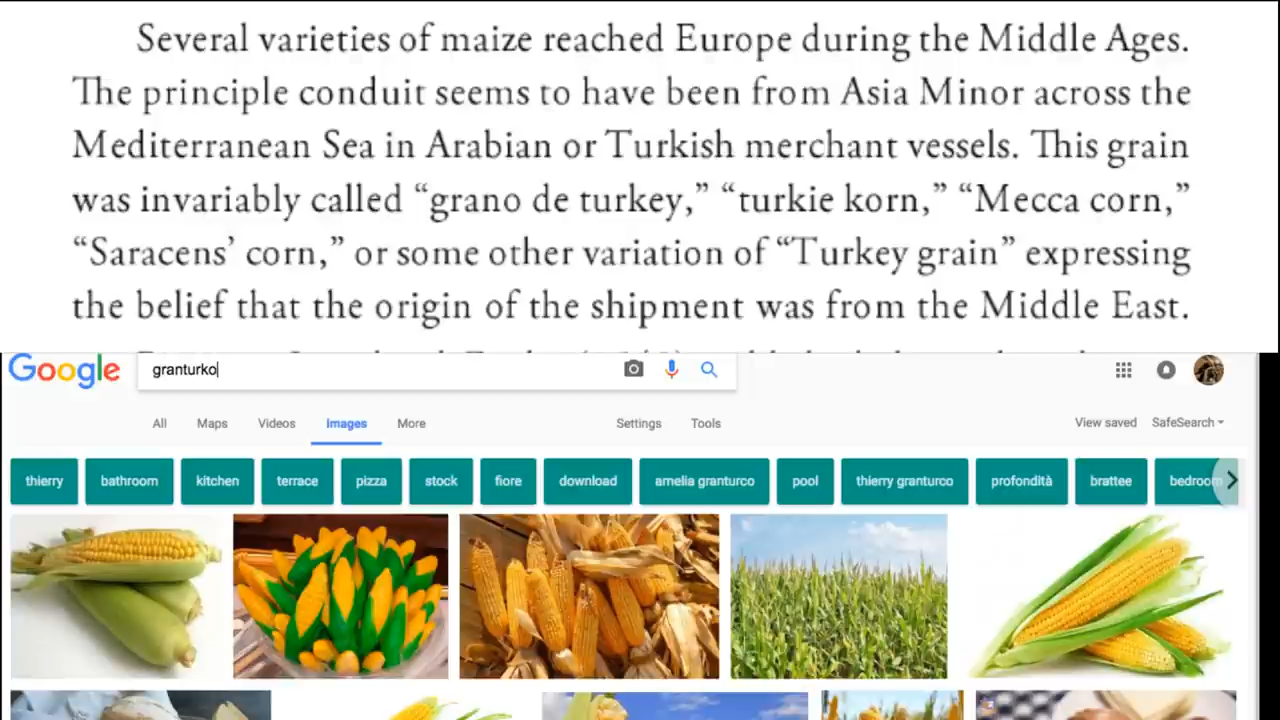 Several varieties of maize reached Europe during the Middle Ages.
The principle conduit seems to have been from Asia Minor across the
Mediterranean Sea in Arabian or Turkish merchant vessels. This grain
was invariably called “grano de turkey,” “turkie korn,” “Mecca corn,”
“Saracens’ corn,” or some other variation of “Turkey grain” expressing
the belief that the origin of the shipment was from the Middle East.
Google granturko
All Maps Videos Images More Settings Tools View saved SafeSearch
thierry bathroom kitchen terrace pizza stock fiore download amelia granturco pool thierry granturco profondità brattee bedroom